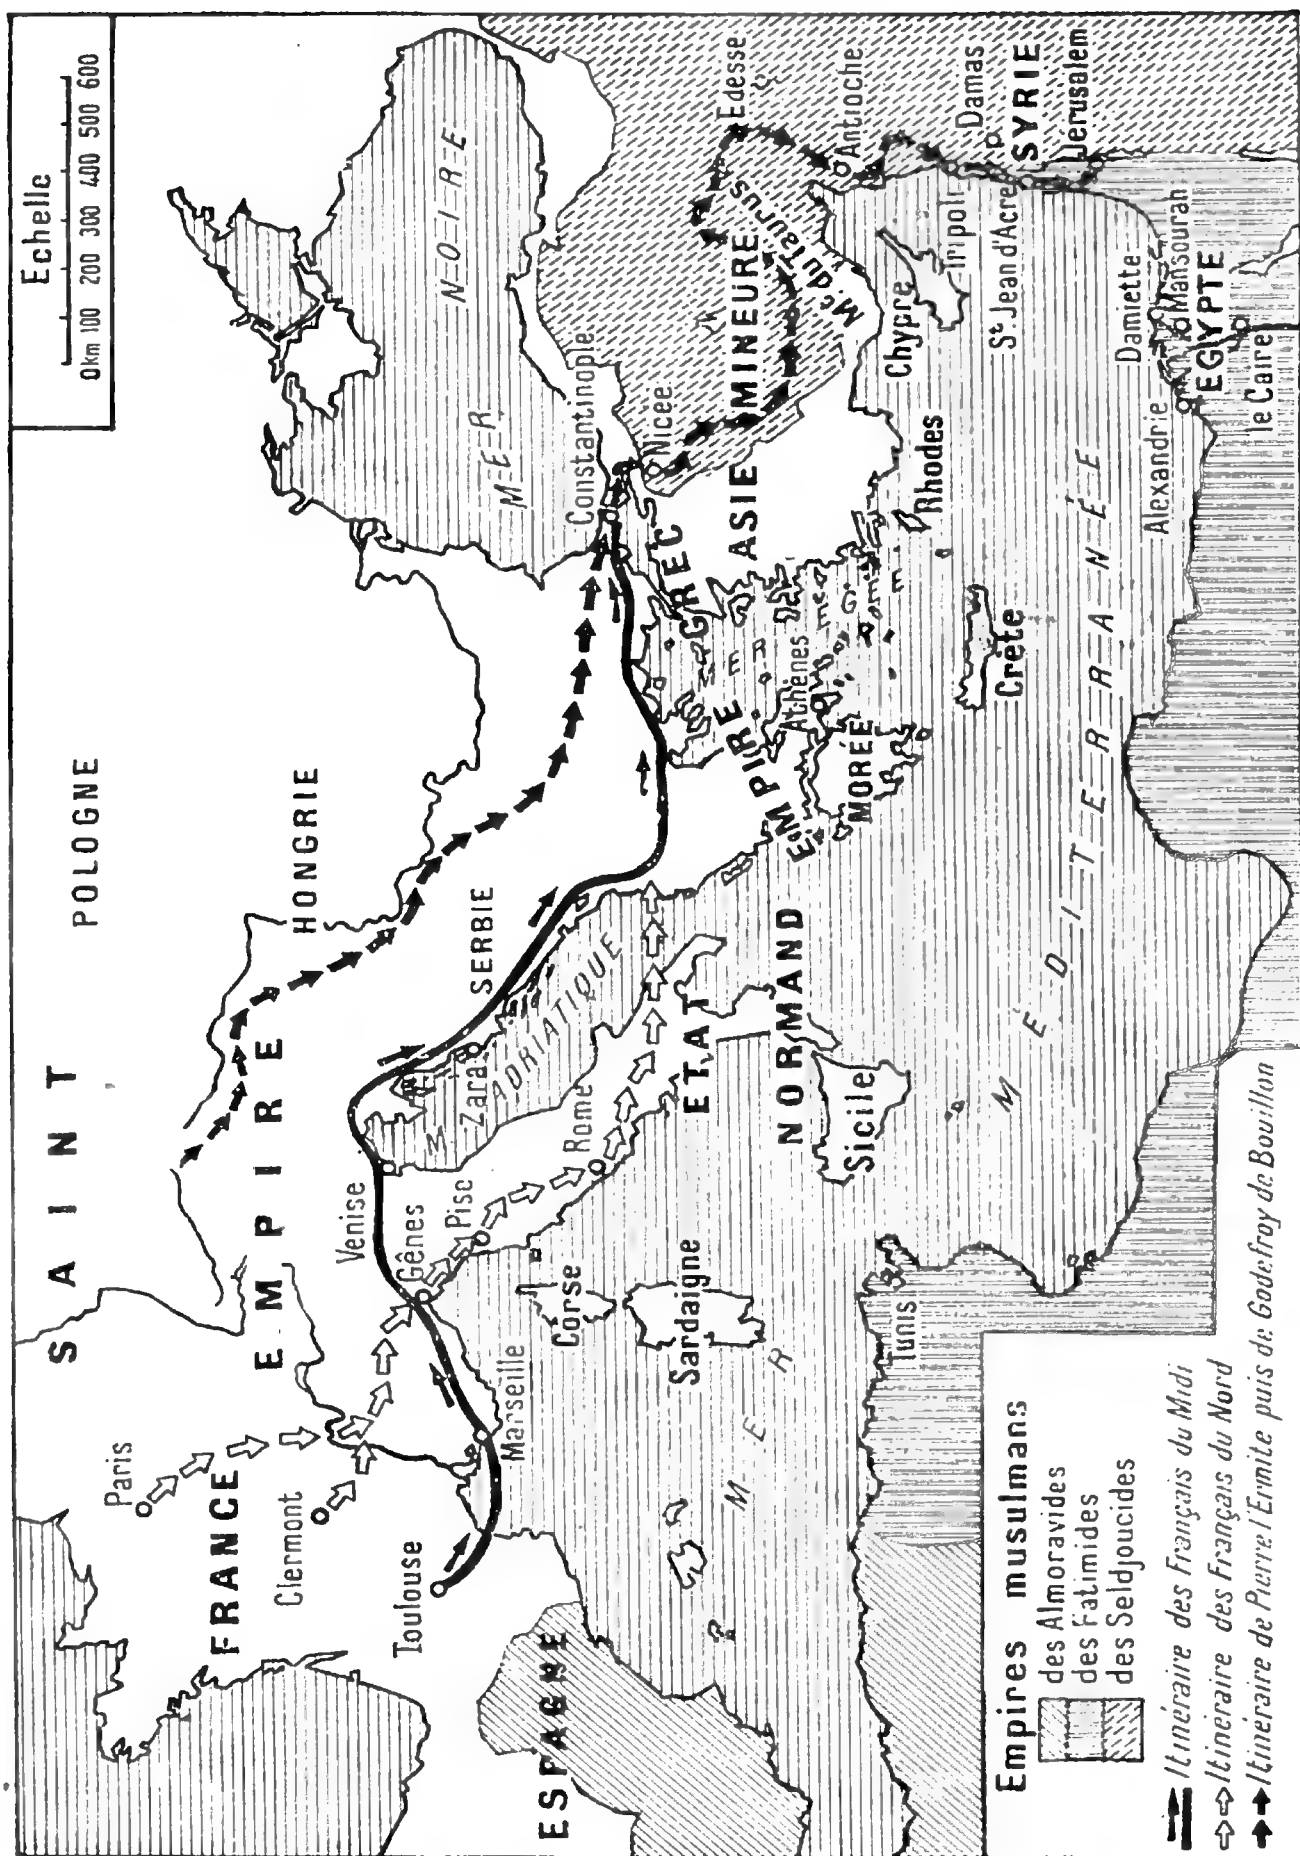 Echelle
0 Km 100 200 300 400 500 600
SAINT
EMPIRE
POLOGNE
HONGRIE
Paris
FRANCE
Clermont
Toulouse
Marseille
Gênes
Pise
Venise
Zara
SERBIE
M. ADRIATIQUE
Rome
Corse
Sardaigne
ETAT
NORMAND
Sicile
Tunis
ESPAGNE
MER
MÉDITERRANÉE
MER
NOIRE
Constantinople
Nicée
EMPIRE GREC
Athènes
MORÉE
Crète
Rhodes
ASIE MINEURE
Mt. du Taurus
Edesse
Antioche
Chypre
Tripoli
Damas
SYRIE
St. Jean d'Acre
Jérusalem
Damiette
Mansourah
Alexandrie
EGYPTE
le Caire
Empires musulmans
des Almoravides
des Fatimides
des Seldjoucides
Itinéraire des Français du Midi
Itinéraire des Français du Nord
Itinéraire de Pierre l'Ermite puis de Godefroy de Bouillon